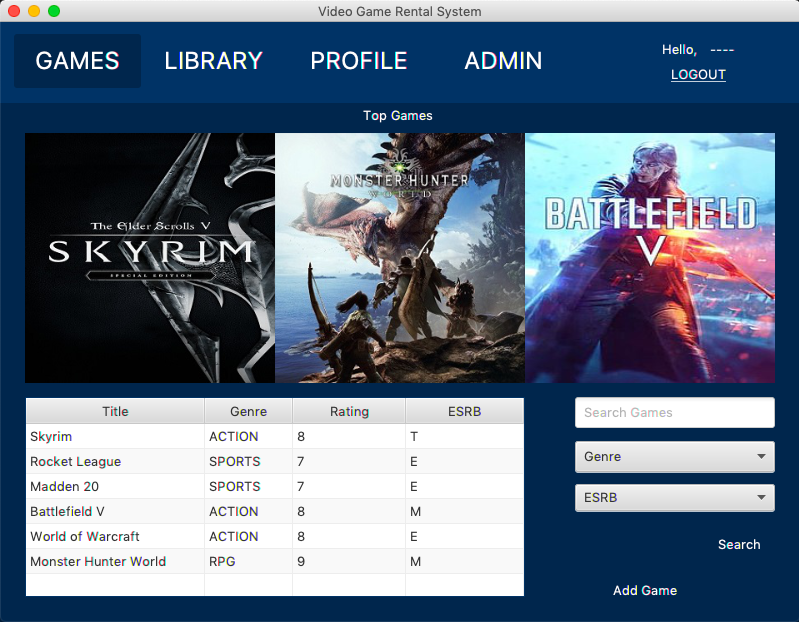 Video Game Rental System
GAMES LIBRARY PROFILE ADMIN
Hello, ----
LOGOUT
Top Games
The Elder Scrolls V
SKYRIM
SPECIAL EDITION
MONSTER HUNTER
WORLD
BATTLEFIELD
V
Title Genre Rating ESRB
Skyrim ACTION 8 T
Rocket League SPORTS 7 E
Madden 20 SPORTS 7 E
Battlefield V ACTION 8 M
World of Warcraft ACTION 8 E
Monster Hunter World RPG 9 M
Search Games
Genre
ESRB
Search
Add Game